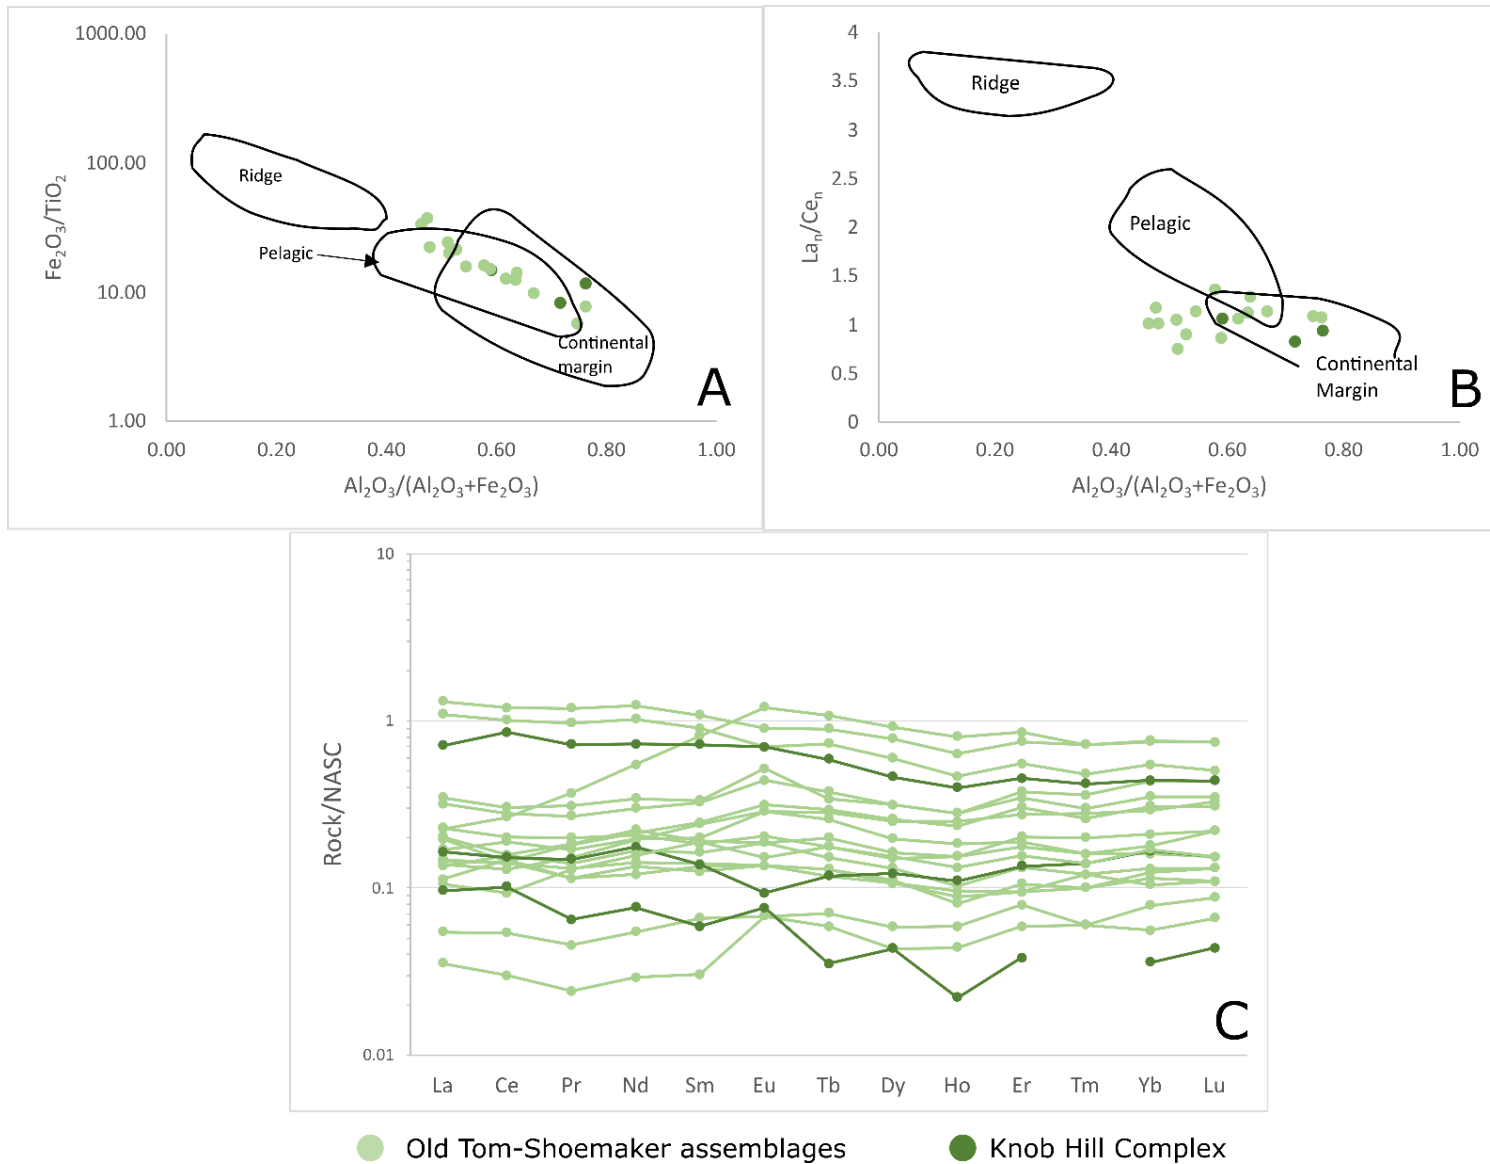 1000.00
100.00
10.00
1.00
Fe₂O₃/TiO₂
Ridge
Pelagic
Continental
margin
A
0.00 0.20 0.40 0.60 0.80 1.00
Al₂O₃/(Al₂O₃+Fe₂O₃)
4
3.5
3
2.5
2
1.5
1
0.5
0
Laₙ/Ceₙ
Ridge
Pelagic
Continental
Margin
B
0.00 0.20 0.40 0.60 0.80 1.00
Al₂O₃/(Al₂O₃+Fe₂O₃)
10
1
0.1
0.01
Rock/NASC
C
La Ce Pr Nd Sm Eu Tb Dy Ho Er Tm Yb Lu
Old Tom-Shoemaker assemblages Knob Hill Complex